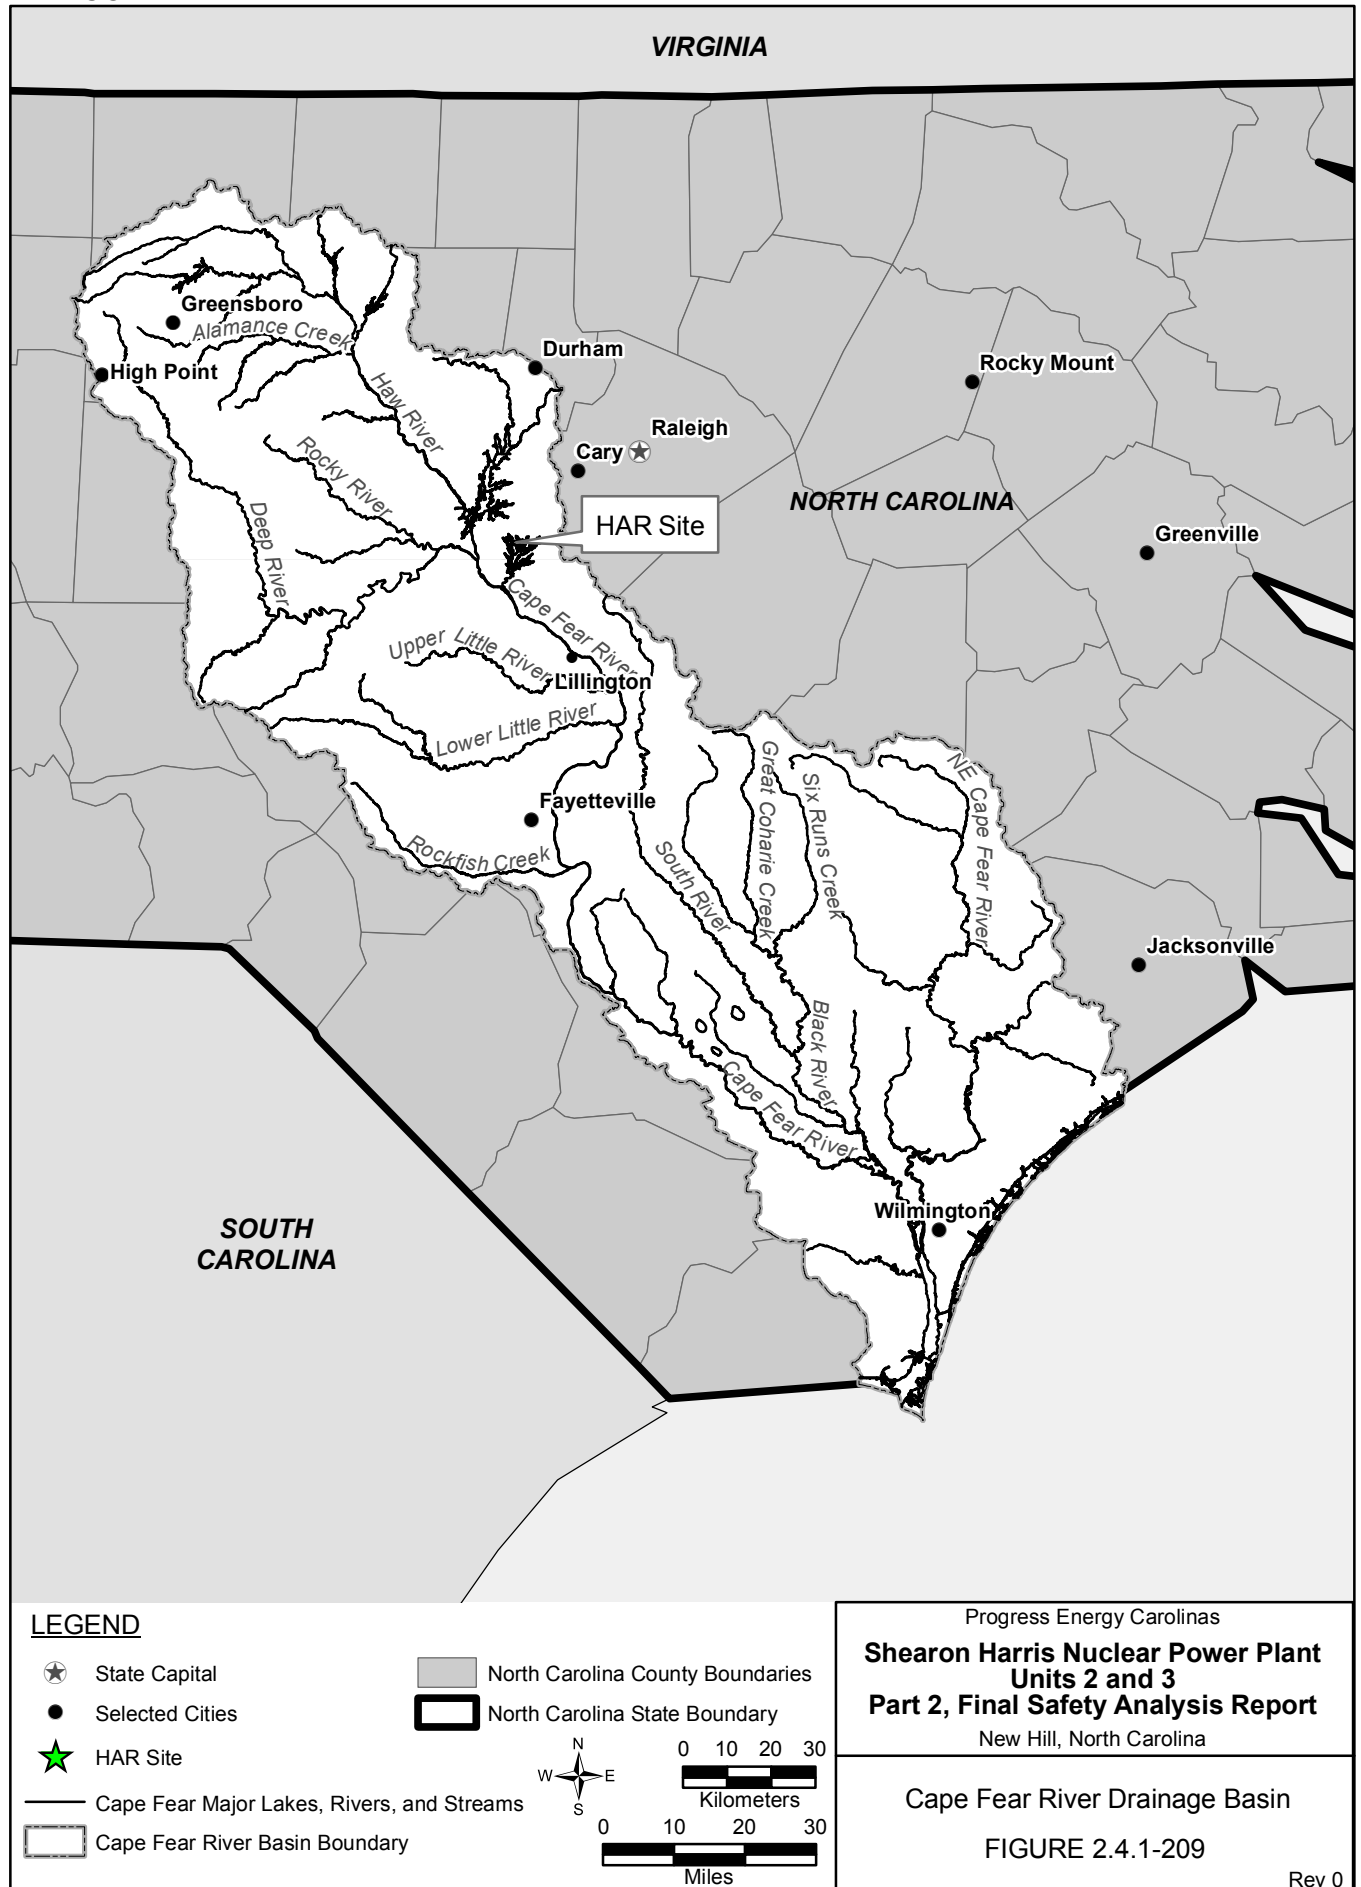 VIRGINIA
Greensboro
Alamance Creek
High Point
Durham
Rocky Mount
Haw River
Raleigh
Cary
Rocky River
NORTH CAROLINA
HAR Site
Deep River
Greenville
Cape Fear River
Upper Little River
Lillington
Lower Little River
Great Coharie Creek
Six Runs Creek
NE Cape Fear River
Fayetteville
Rockfish Creek
South River
Jacksonville
Black River
Cape Fear River
Wilmington
SOUTH
CAROLINA
LEGEND
State Capital
Selected Cities
HAR Site
Cape Fear Major Lakes, Rivers, and Streams
Cape Fear River Basin Boundary
North Carolina County Boundaries
North Carolina State Boundary
N
W E
S
0 10 20 30
Kilometers
0 10 20 30
Miles
Progress Energy Carolinas
Shearon Harris Nuclear Power Plant
Units 2 and 3
Part 2, Final Safety Analysis Report
New Hill, North Carolina
Cape Fear River Drainage Basin
FIGURE 2.4.1-209
Rev 0